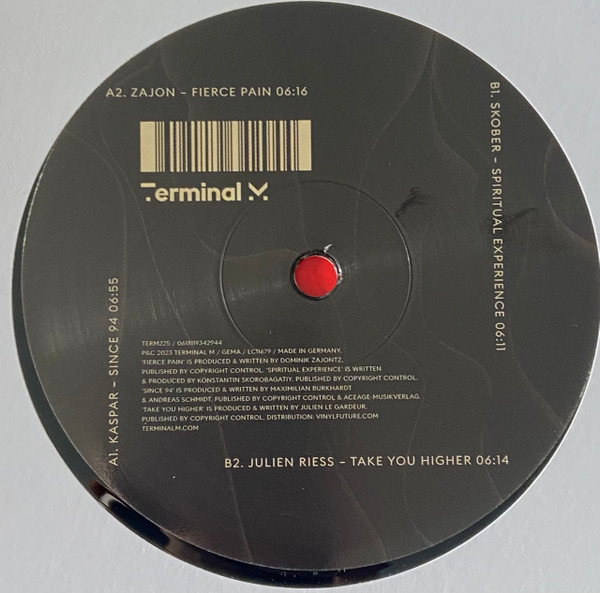 A2. ZAJON – FIERCE PAIN 06:16
Terminal M
B1. SKOBER – SPIRITUAL EXPERIENCE 06:11
A1. KASPAR – SINCE 94 06:55
TERM225 / 0618119342944
P&C 2023 TERMINAL M / GEMA / LCN679 / MADE IN GERMANY.
'FIERCE PAIN' IS PRODUCED & WRITTEN BY DOMINIK ZAJONTZ.
PUBLISHED BY COPYRIGHT CONTROL. 'SPIRITUAL EXPERIENCE' IS WRITTEN
& PRODUCED BY KONSTANTIN SKOROBAGATIY. PUBLISHED BY COPYRIGHT CONTROL.
'SINCE 94' IS PRODUCED & WRITTEN BY MAXIMILIAN BURKHARDT
& ANDREAS SCHMIDT. PUBLISHED BY COPYRIGHT CONTROL & ACEAGE-MUSIKVERLAG.
'TAKE YOU HIGHER' IS PRODUCED & WRITTEN BY JULIEN LE GARDEUR.
PUBLISHED BY COPYRIGHT CONTROL. DISTRIBUTION: VINYLFUTURE.COM
TERMINALM.COM
B2. JULIEN RIESS – TAKE YOU HIGHER 06:14